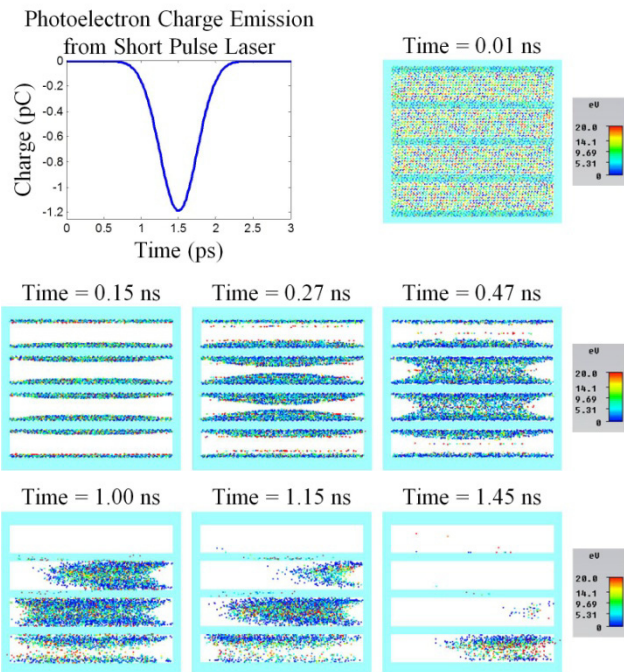 Photoelectron Charge Emission
from Short Pulse Laser
0
-0.2
-0.4
-0.6
-0.8
-1
-1.2
Charge (pC)
0 0.5 1 1.5 2 2.5 3
Time (ps)
Time = 0.01 ns
eV
20.0
14.1
9.69
5.31
0
Time = 0.15 ns Time = 0.27 ns Time = 0.47 ns
eV
20.0
14.1
9.69
5.31
0
Time = 1.00 ns Time = 1.15 ns Time = 1.45 ns
eV
20.0
14.1
9.69
5.31
0